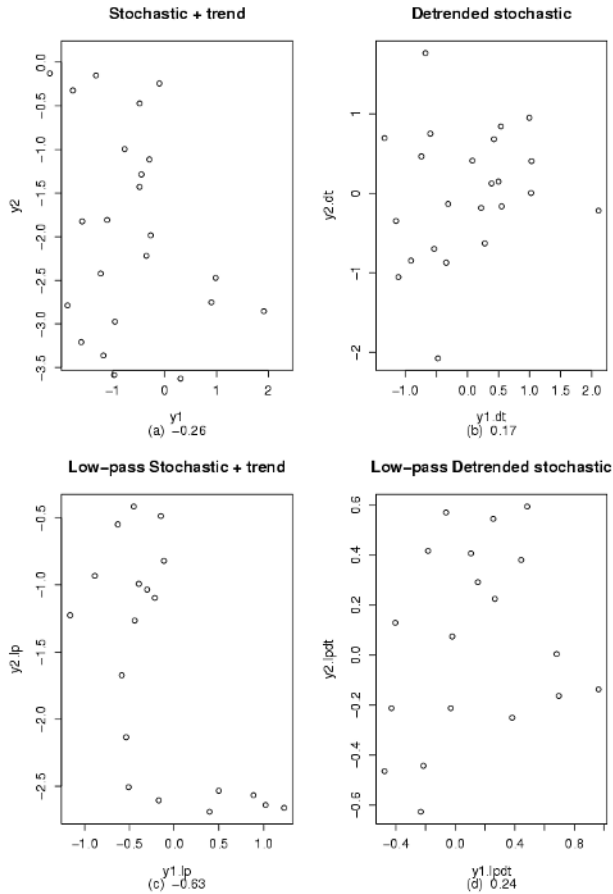 Stochastic + trend
Detrended stochastic
y2
0.0
−0.5
−1.0
−1.5
−2.0
−2.5
−3.0
−3.5
−1 0 1 2
y1
(a) −0.26
y2.dt
1
0
−1
−2
−1.0 0.0 0.5 1.0 1.5 2.0
y1.dt
(b) 0.17
Low−pass Stochastic + trend
Low−pass Detrended stochastic
y2.lp
−0.5
−1.0
−1.5
−2.0
−2.5
−1.0 −0.5 0.0 0.5 1.0
y1.lp
(c) −0.63
y2.lpdt
0.6
0.4
0.2
0.0
−0.2
−0.4
−0.6
−0.4 0.0 0.4 0.8
y1.lpdt
(d) 0.24